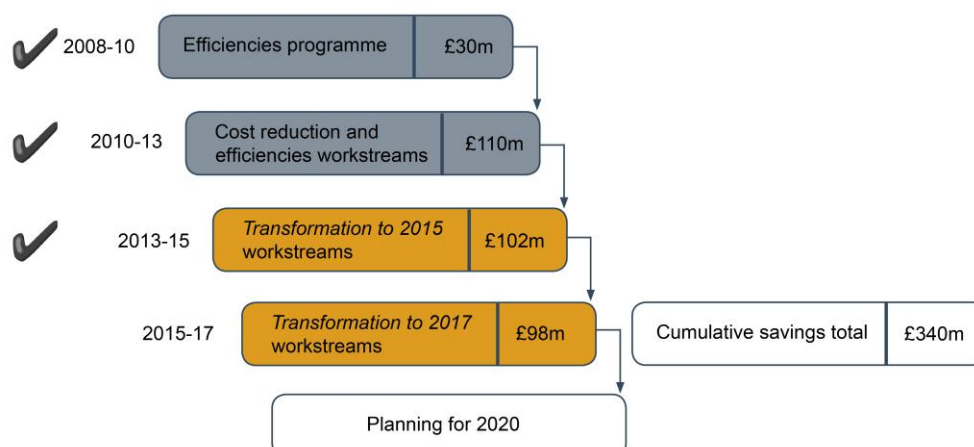 2008-10
Efficiencies programme
£30m
2010-13
Cost reduction and
efficiencies workstreams
£110m
2013-15
Transformation to 2015
workstreams
£102m
2015-17
Transformation to 2017
workstreams
£98m
Cumulative savings total
£340m
Planning for 2020